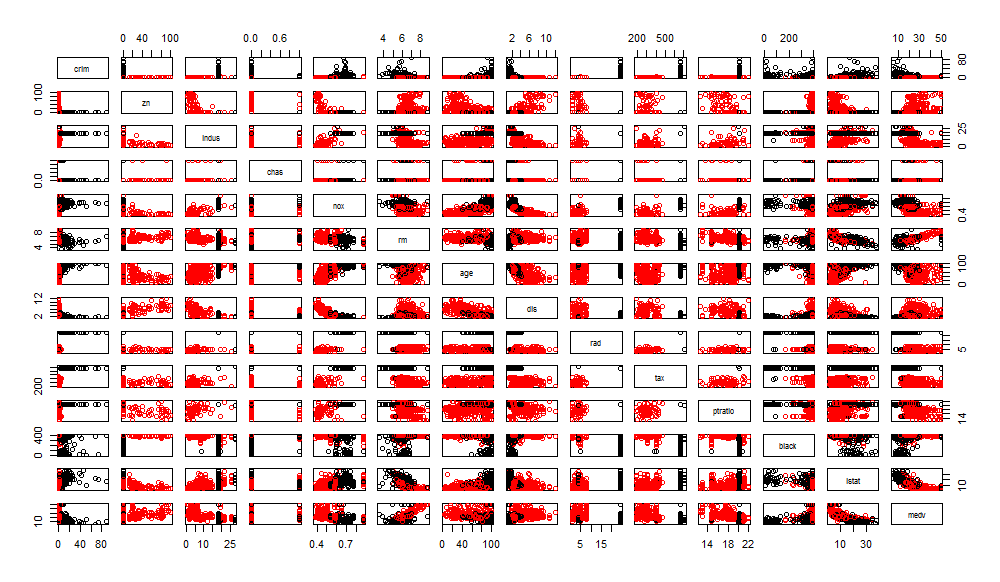 0 40 100 0.0 0.6 4 6 8 2 6 10 200 500 0 200 10 30 50
crim 0 80
0 100 zn
indus 0 25
0.0 chas
nox 0.4
4 8 rm
age 0 100
2 12 dis
rad 5
200 tax
ptratio 14
0 400 black
lstat 10
10 medv
0 40 80 0 10 25 0.4 0.7 0 40 100 5 15 14 18 22 10 30